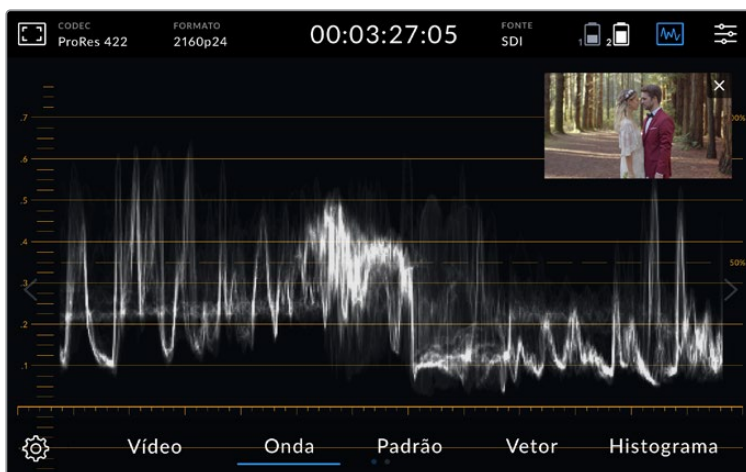 CODEC
ProRes 422
FORMATO
2160p24
00:03:27:05
FONTE
SDI
1
2
.7
.6
.5
.4
.3
.2
.1
50%
Vídeo
Onda
Padrão
Vetor
Histograma